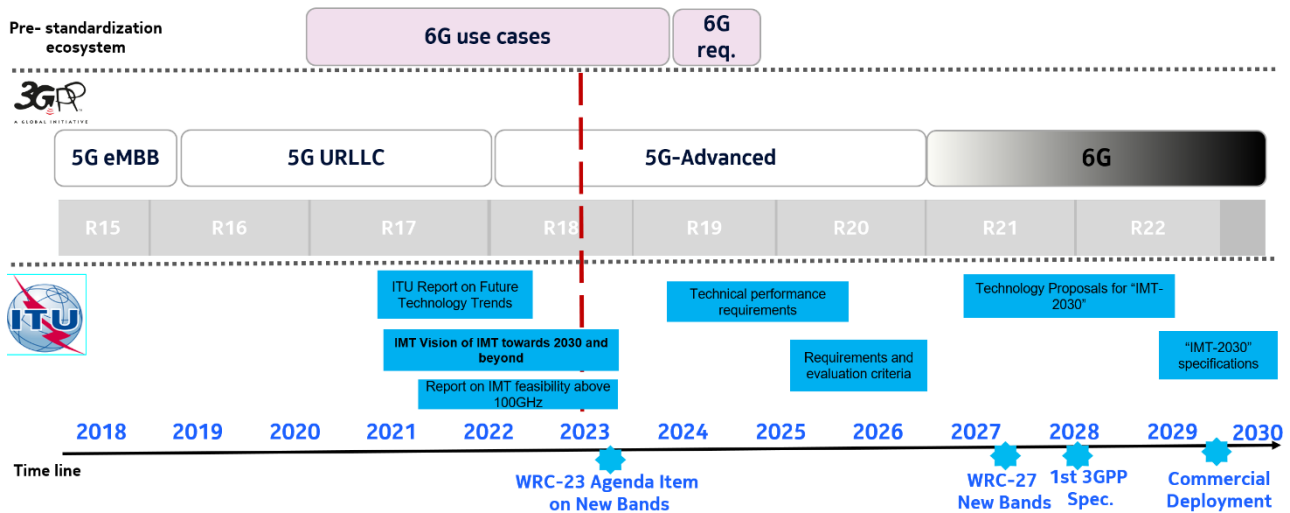 Pre- standardization
ecosystem
6G use cases
6G
req.
3GPP
A GLOBAL INITIATIVE
5G eMBB
5G URLLC
5G-Advanced
6G
R15
R16
R17
R18
R19
R20
R21
R22
ITU
ITU Report on Future
Technology Trends
IMT Vision of IMT towards 2030 and
beyond
Report on IMT feasibility above
100GHz
Technical performance
requirements
Requirements and
evaluation criteria
Technology Proposals for “IMT-
2030”
“IMT-2030”
specifications
2018
2019
2020
2021
2022
2023
2024
2025
2026
2027
2028
2029
2030
Time line
WRC-23 Agenda Item
on New Bands
WRC-27
New Bands
1st 3GPP
Spec.
Commercial
Deployment